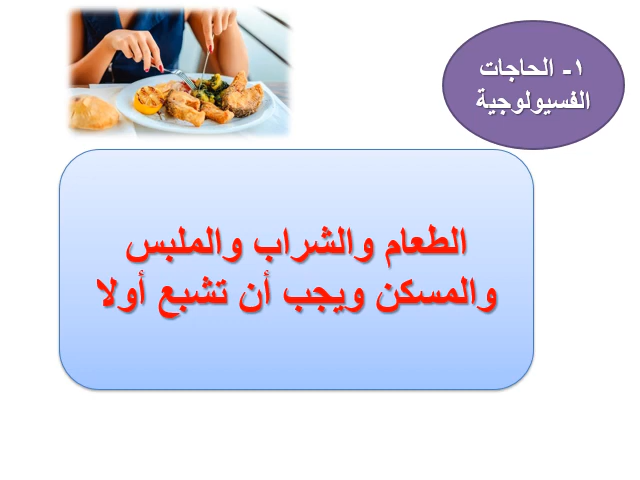 ١- الحاجات
الفسيولوجية
الطعام والشراب والملبس
والمسكن ويجب أن تشبع أولا